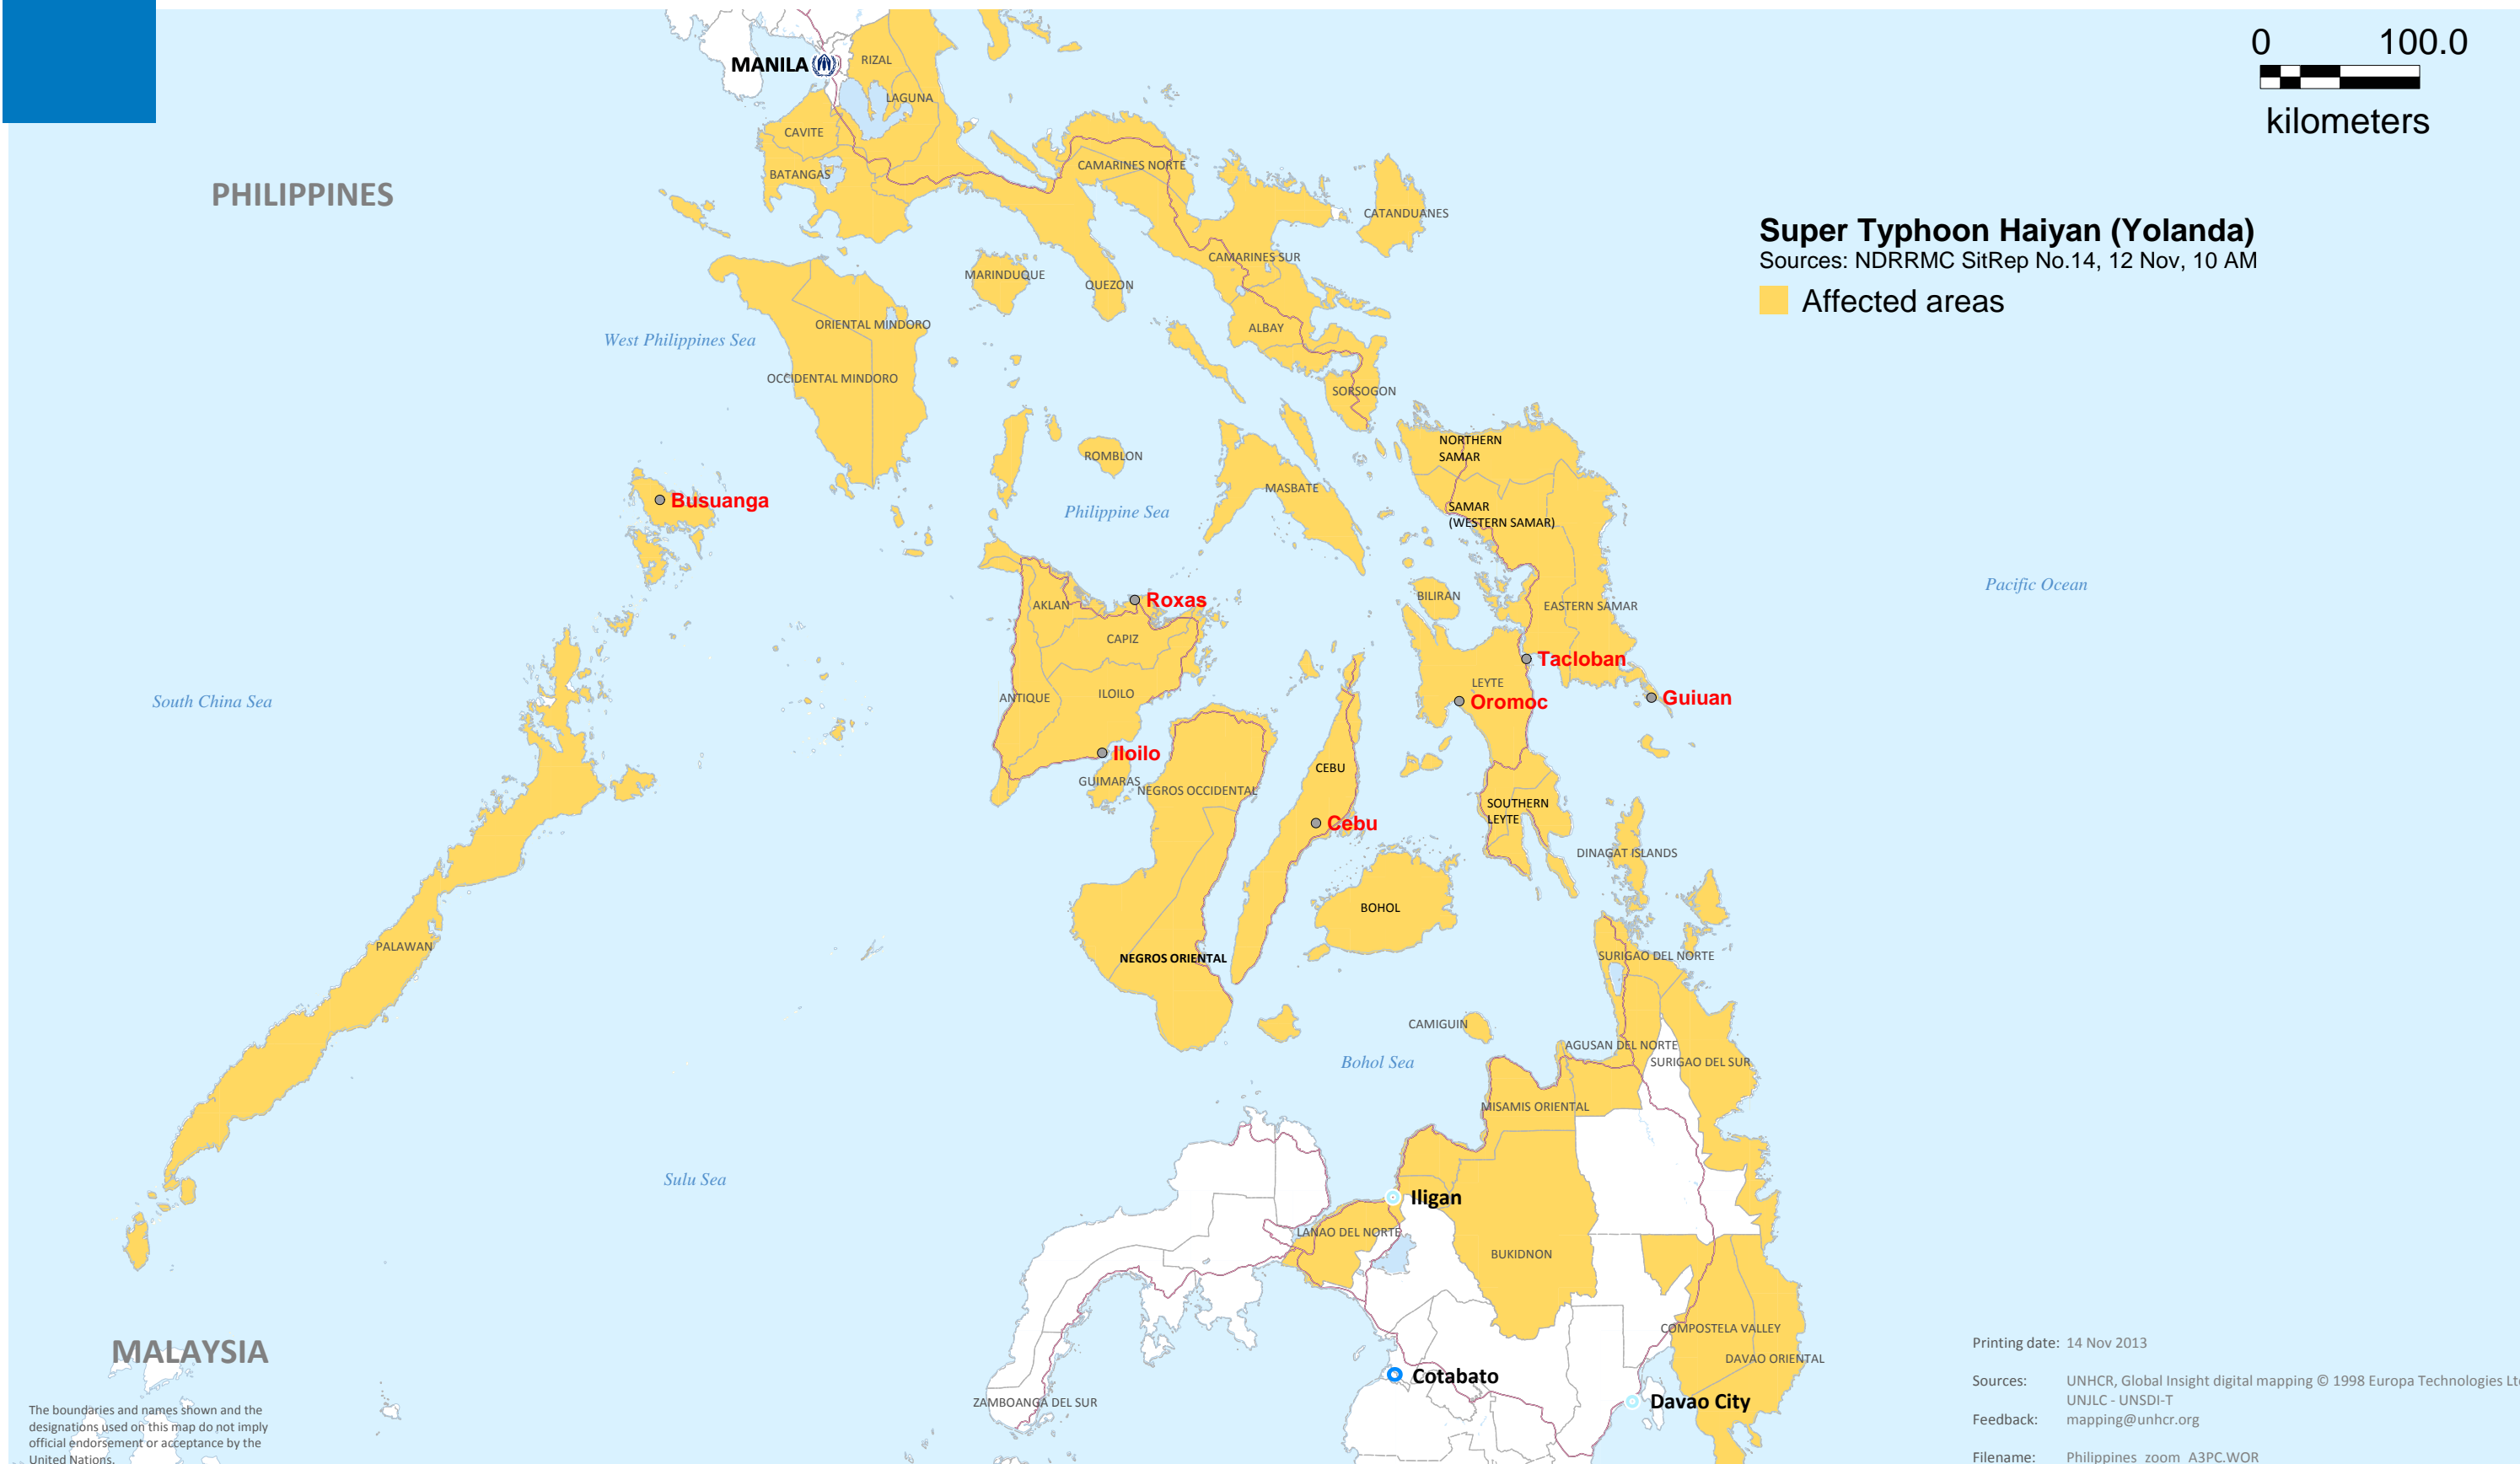 0 100.0
kilometers
MANILA
RIZAL
LAGUNA
CAVITE
BATANGAS
CAMARINES NORTE
CATANDUANES
PHILIPPINES
Super Typhoon Haiyan (Yolanda)
Sources: NDRRMC SitRep No.14, 12 Nov, 10 AM
Affected areas
CAMARINES SUR
MARINDUQUE
QUEZON
ORIENTAL MINDORO
ALBAY
West Philippines Sea
OCCIDENTAL MINDORO
SORSOGON
NORTHERN
SAMAR
ROMBLON
MASBATE
Busuanga
SAMAR
(WESTERN SAMAR)
Philippine Sea
Pacific Ocean
BILIRAN
Roxas
AKLAN
EASTERN SAMAR
CAPIZ
Tacloban
LEYTE
ANTIQUE
ILOILO
Guiuan
South China Sea
Oromoc
Iloilo
CEBU
GUIMARAS
NEGROS OCCIDENTAL
SOUTHERN
LEYTE
Cebu
DINAGAT ISLANDS
BOHOL
PALAWAN
NEGROS ORIENTAL
SURIGAO DEL NORTE
CAMIGUIN
AGUSAN DEL NORTE
Bohol Sea
SURIGAO DEL SUR
MISAMIS ORIENTAL
Sulu Sea
Iligan
LANAO DEL NORTE
BUKIDNON
COMPOSTELA VALLEY
MALAYSIA
DAVAO ORIENTAL
Cotabato
ZAMBOANGA DEL SUR
Davao City
The boundaries and names shown and the
designations used on this map do not imply
official endorsement or acceptance by the
United Nations.
Printing date: 14 Nov 2013
Sources: UNHCR, Global Insight digital mapping © 1998 Europa Technologies Lt
UNJLC - UNSDI-T
Feedback: mapping@unhcr.org
Filename: Philippines_zoom_A3PC.WOR